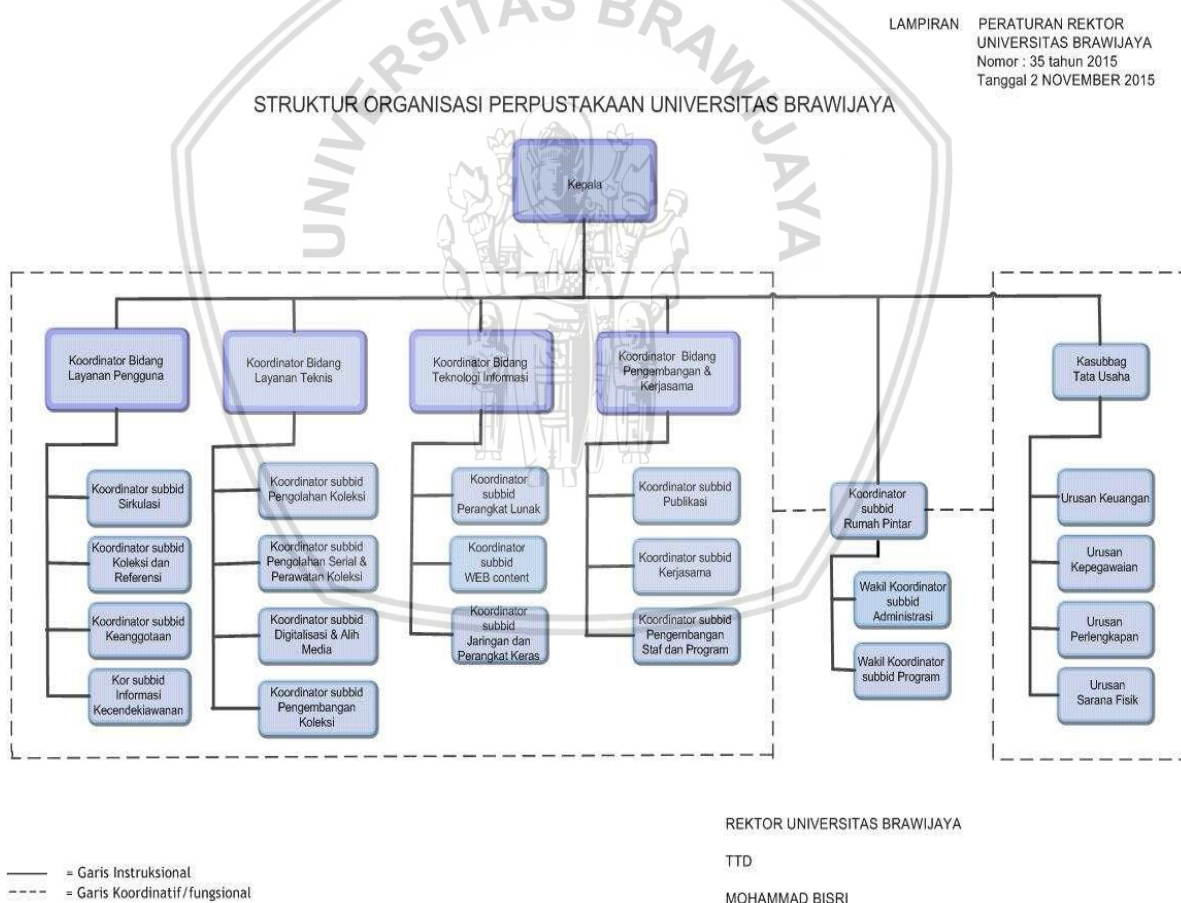 UNIVERSITAS BRAWIJAYA
LAMPIRAN PERATURAN REKTOR
UNIVERSITAS BRAWIJAYA
Nomor : 35 tahun 2015
Tanggal 2 NOVEMBER 2015
STRUKTUR ORGANISASI PERPUSTAKAAN UNIVERSITAS BRAWIJAYA
Kepala
Koordinator Bidang
Layanan Pengguna
Koordinator Bidang
Layanan Teknis
Koordinator Bidang
Teknologi Informasi
Koordinator Bidang
Pengembangan &
Kerjasama
Kasubbag
Tata Usaha
Koordinator subbid
Sirkulasi
Koordinator subbid
Koleksi dan
Referensi
Koordinator subbid
Keanggotaan
Kor subbid
Informasi
Kecendekiawanan
Koordinator subbid
Pengolahan Koleksi
Koordinator subbid
Pengolahan Serial &
Perawatan Koleksi
Koordinator subbid
Digitalisasi & Alih
Media
Koordinator subbid
Pengembangan
Koleksi
Koordinator
subbid
Perangkat Lunak
Koordinator
subbid
WEB content
Koordinator
subbid
Jaringan dan
Perangkat Keras
Koordinator subbid
Publikasi
Koordinator subbid
Kerjasama
Koordinator subbid
Pengembangan
Staf dan Program
Koordinator
subbid
Rumah Pintar
Wakil Koordinator
subbid
Administrasi
Wakil Koordinator
subbid Program
Urusan Keuangan
Urusan
Kepegawaian
Urusan
Perlengkapan
Urusan
Sarana Fisik
REKTOR UNIVERSITAS BRAWIJAYA
TTD
MOHAMMAD BISRI
= Garis Instruksional
= Garis Koordinatif/fungsional